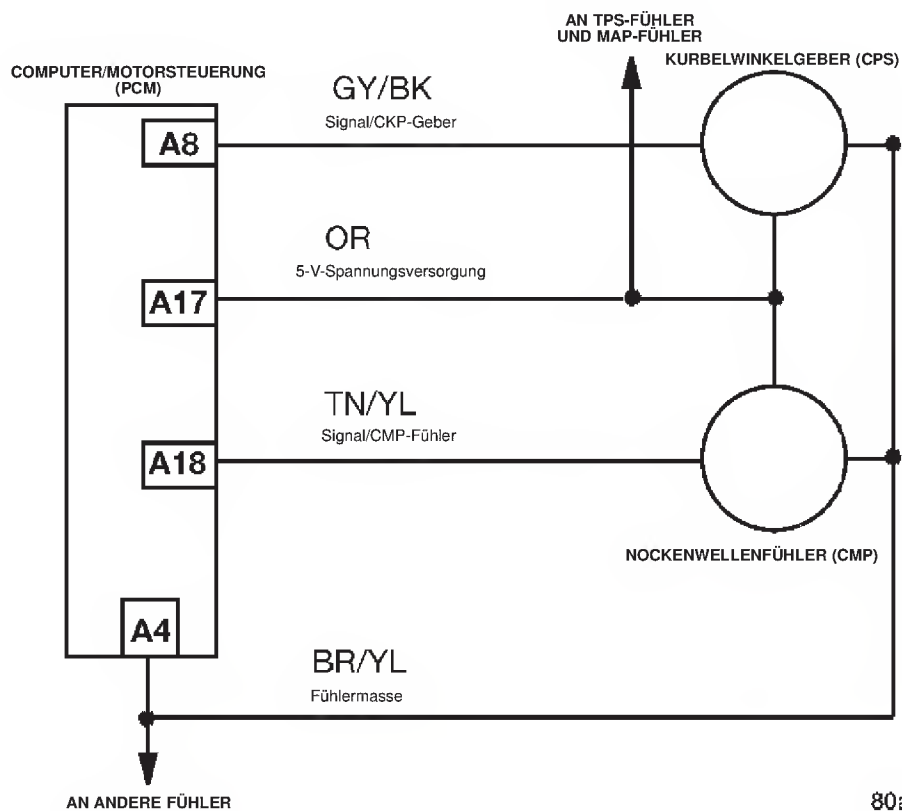 AN TPS-FÜHLER
UND MAP-FÜHLER
KURBELWINKELGEBER (CPS)
COMPUTER/MOTORSTEUERUNG
(PCM)
GY/BK
Signal/CKP-Geber
A8
OR
5-V-Spannungsversorgung
A17
TN/YL
Signal/CMP-Fühler
A18
NOCKENWELLENFÜHLER (CMP)
A4
BR/YL
Fühlermasse
AN ANDERE FÜHLER